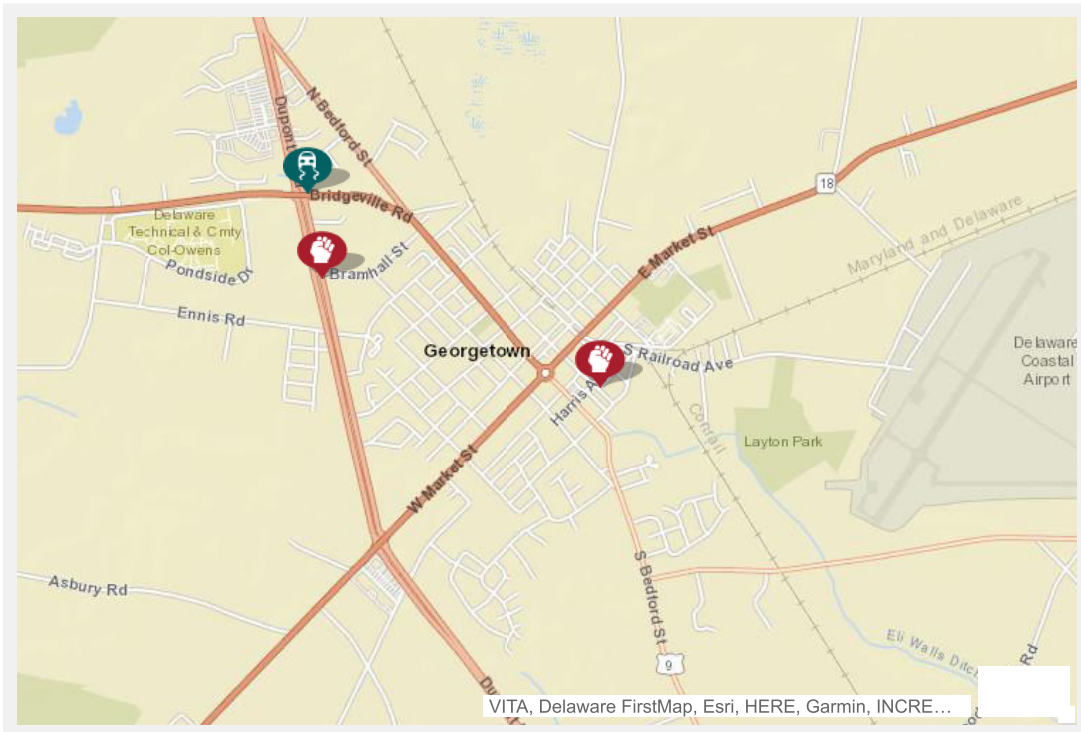 N Bedford St
Dupont
Bridgeville Rd
18
E Market St
Maryland and Delaware
Delaware
Technical & Cmty
Col-Owens
Pondside Dr
Bramhall St
Ennis Rd
Georgetown
S Railroad Ave
Harris A
Delaware
Coastal
Airport
Conrail
Layton Park
W Market St
Asbury Rd
S Bedford St
9
Eli Walls Ditch
Rd
Du
VITA, Delaware FirstMap, Esri, HERE, Garmin, INCRE…